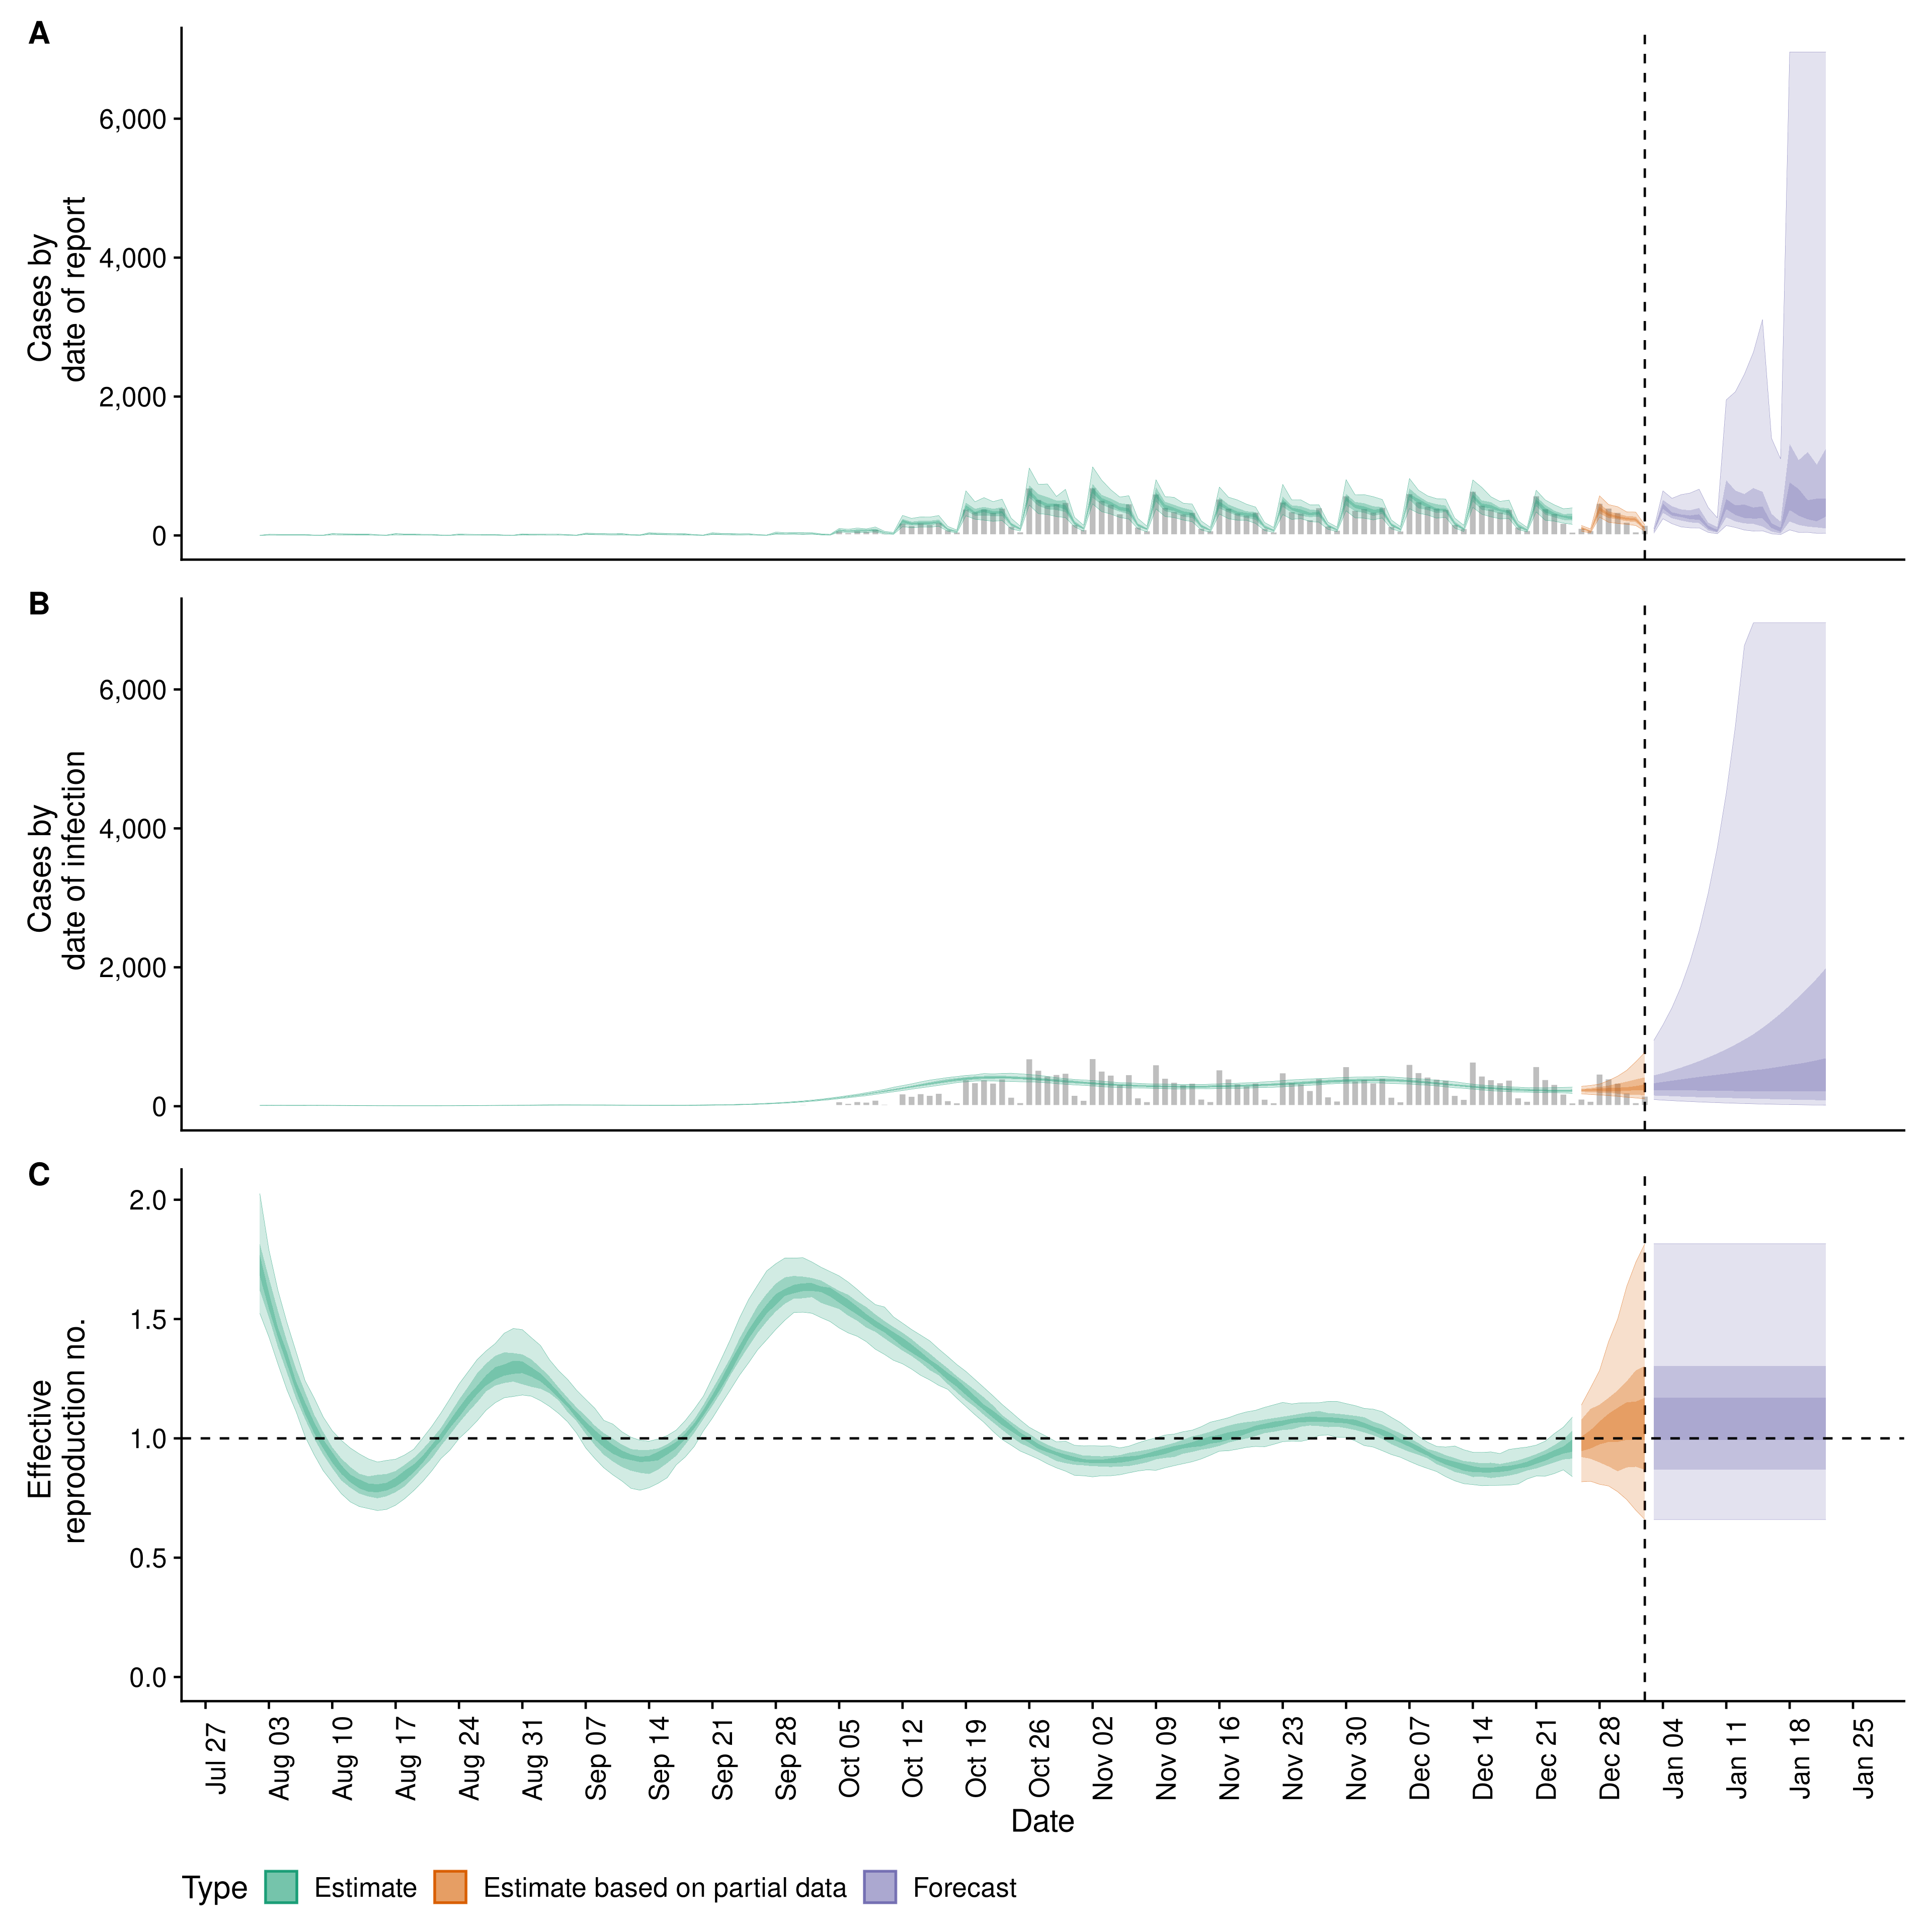 A
Cases by
date of report
6,000
4,000
2,000
0
B
Cases by
date of infection
6,000
4,000
2,000
0
C
Effective
reproduction no.
2.0
1.5
1.0
0.5
0.0
Jul 27
Aug 03
Aug 10
Aug 17
Aug 24
Aug 31
Sep 07
Sep 14
Sep 21
Sep 28
Oct 05
Oct 12
Oct 19
Oct 26
Nov 02
Nov 09
Nov 16
Nov 23
Nov 30
Dec 07
Dec 14
Dec 21
Dec 28
Jan 04
Jan 11
Jan 18
Jan 25
Date
Type Estimate Estimate based on partial data Forecast